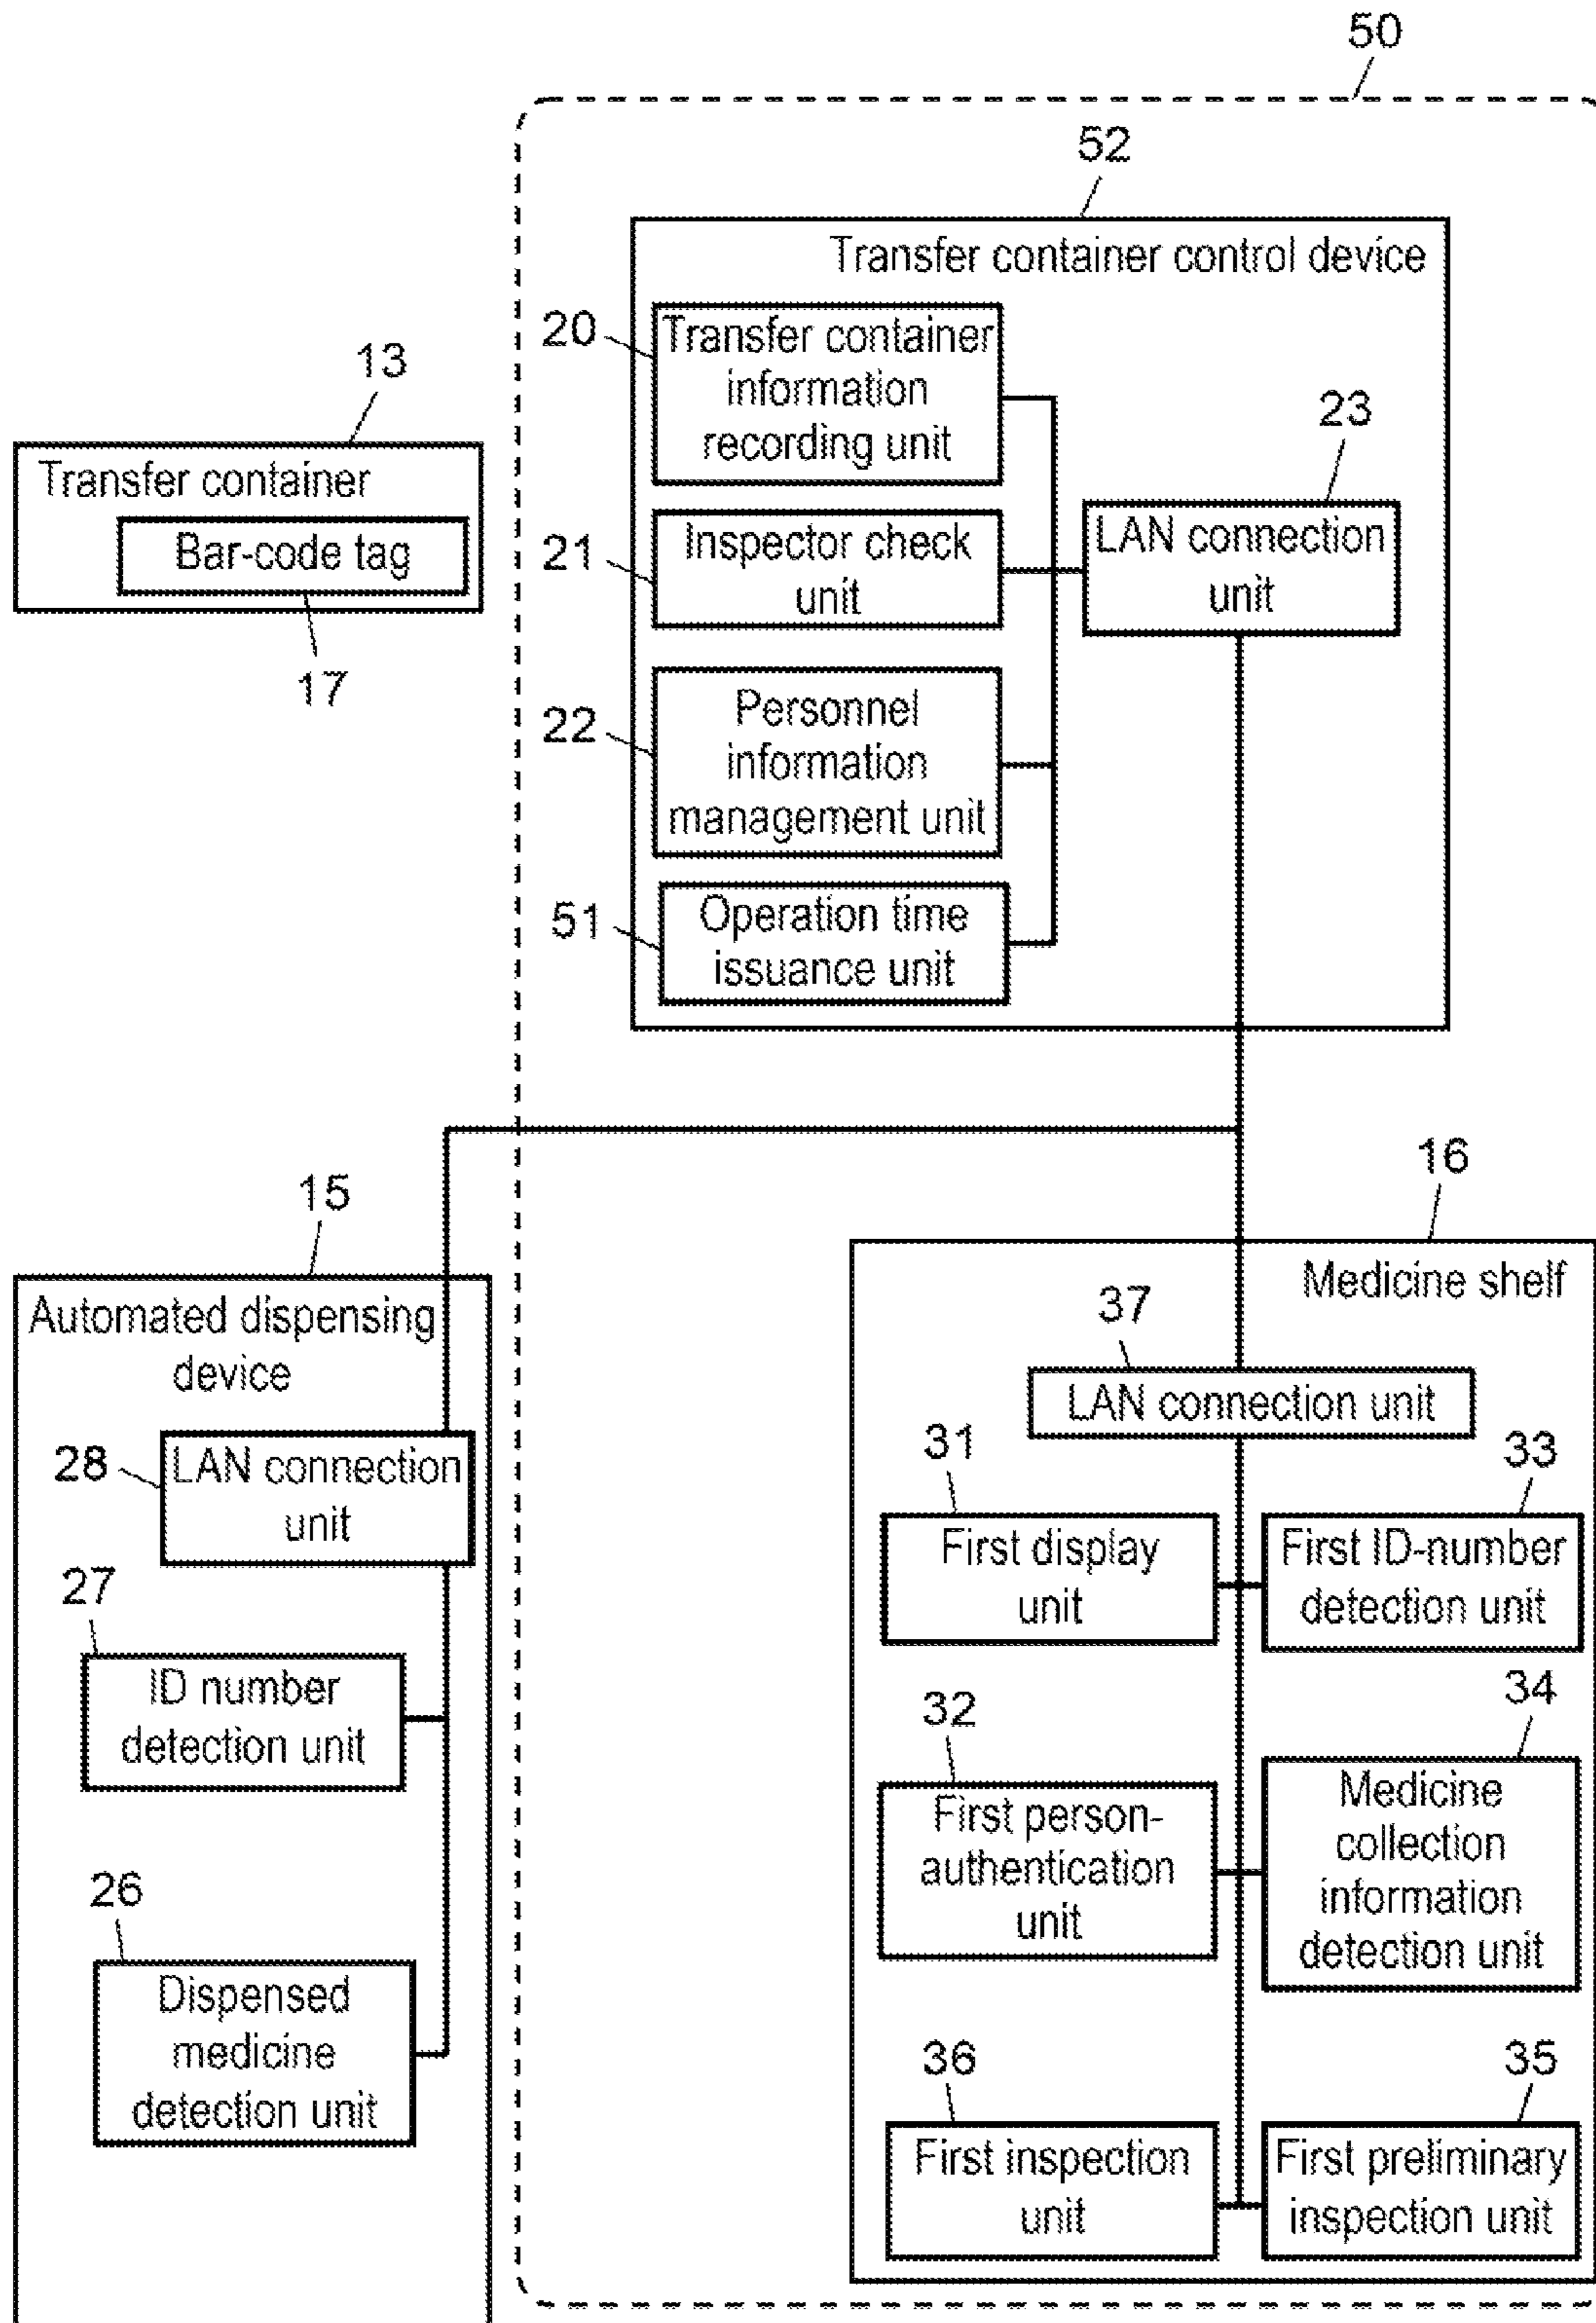 50
52
Transfer container control device
20
Transfer container
information
recording unit
13
Transfer container
Bar-code tag
17
23
LAN connection
unit
21
Inspector check
unit
22
Personnel
information
management unit
51
Operation time
issuance unit
15
Automated dispensing
device
28
LAN connection
unit
27
ID number
detection unit
26
Dispensed
medicine
detection unit
16
Medicine shelf
37
LAN connection unit
31
First display
unit
33
First ID-number
detection unit
32
First person-
authentication
unit
34
Medicine
collection
information
detection unit
36
First inspection
unit
35
First preliminary
inspection unit